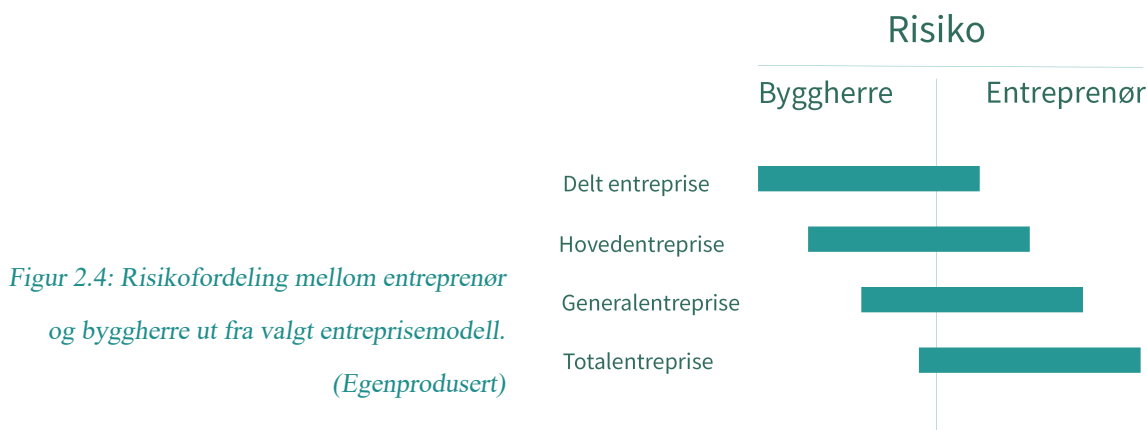 Risiko
Byggherre
Entreprenør
Delt entreprise
Hovedentreprise
Generalentreprise
Totalentreprise
Figur 2.4: Risikofordeling mellom entreprenør
og byggherre ut fra valgt entreprisemodell.
(Egenprodusert)